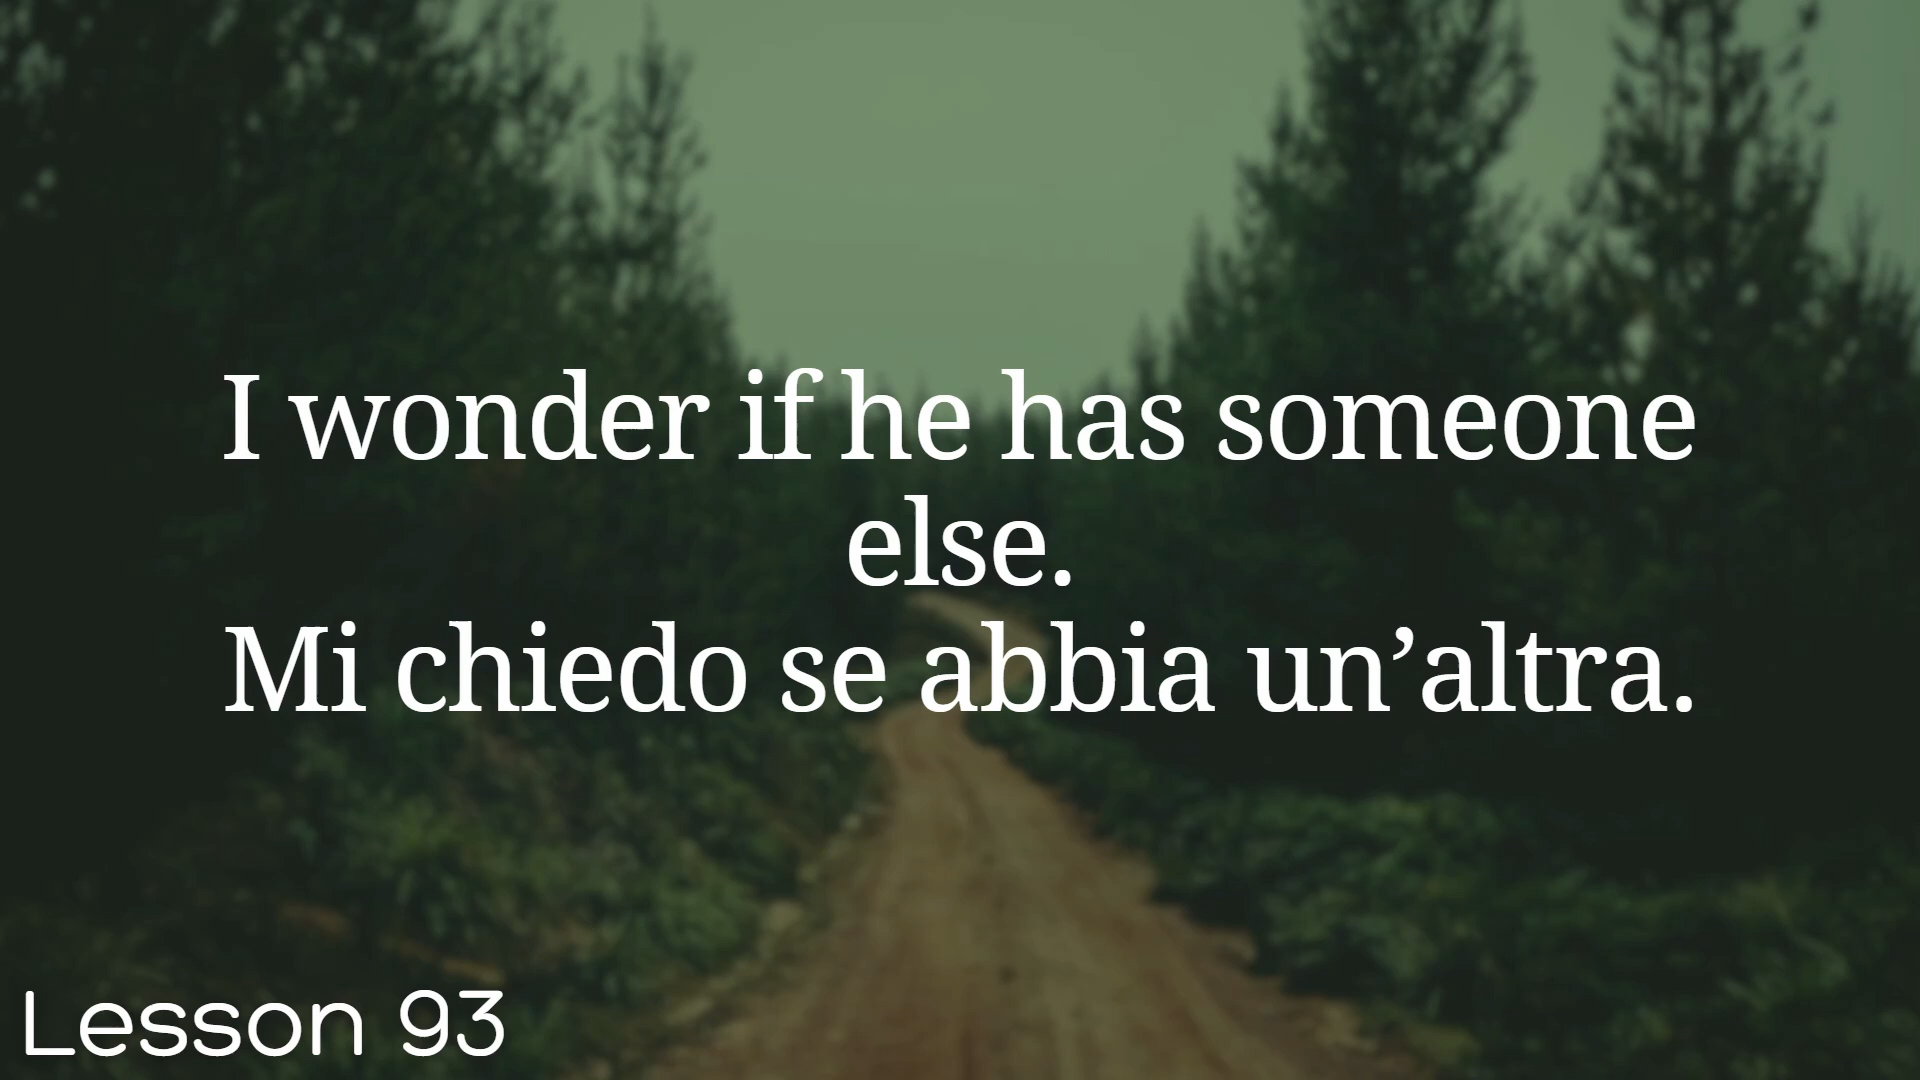 I wonder if he has someone
else.
Mi chiedo se abbia un’altra.
Lesson 93